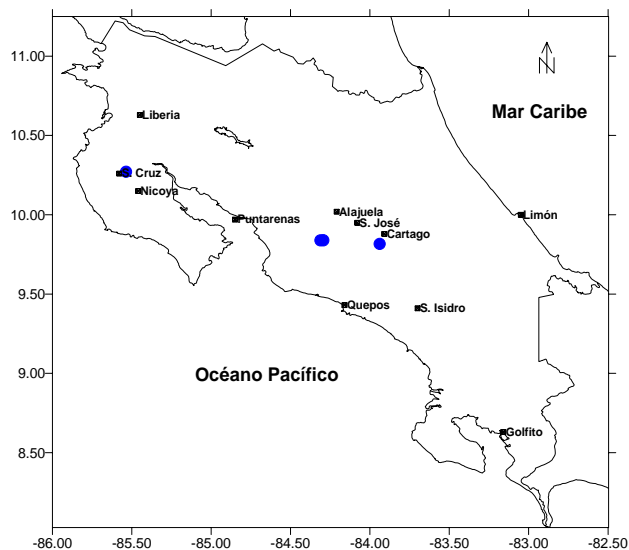 11.00
N
Mar Caribe
Liberia
10.50
S. Cruz
Nicoya
Alajuela
Puntarenas
S. José
Limón
10.00
Cartago
Quepos
S. Isidro
9.50
Océano Pacífico
9.00
Golfito
8.50
-86.00 -85.50 -85.00 -84.50 -84.00 -83.50 -83.00 -82.50